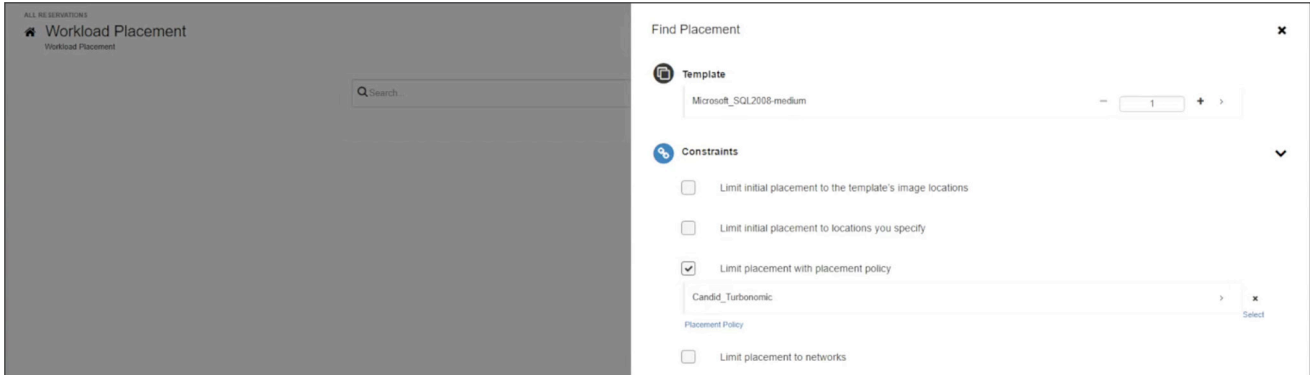 ALL RESERVATIONS
Workload Placement
Workload Placement
Search..
Find Placement
Template
Microsoft_SQL2008-medium
1
Constraints
Limit initial placement to the template's image locations
Limit initial placement to locations you specify
Limit placement with placement policy
Candid_Turbonomic
Select
Placement Policy
Limit placement to networks